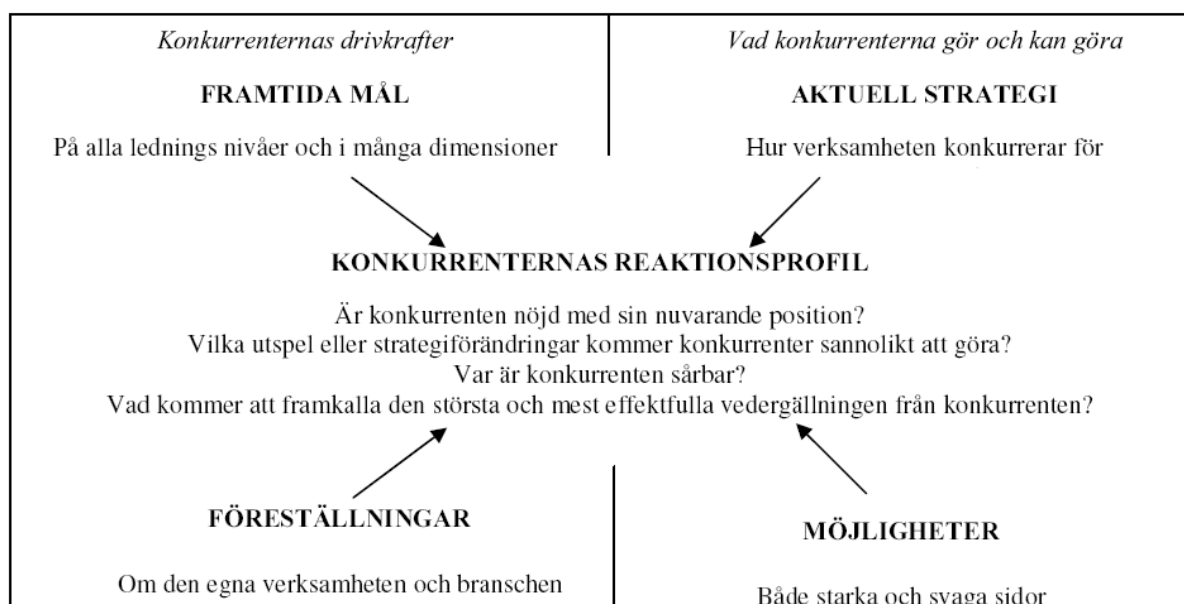 Konkurrenternas drivkrafter
Vad konkurrenterna gör och kan göra
FRAMTIDA MÅL
AKTUELL STRATEGI
På alla lednings nivåer och i många dimensioner
Hur verksamheten konkurrerar för
KONKURRENTERNAS REAKTIONSPROFIL
Är konkurrenten nöjd med sin nuvarande position?
Vilka utspel eller strategiförändringar kommer konkurrenter sannolikt att göra?
Var är konkurrenten sårbar?
Vad kommer att framkalla den största och mest effektfulla vedergällningen från konkurrenten?
FÖRESTÄLLNINGAR
MÖJLIGHETER
Om den egna verksamheten och branschen
Både starka och svaga sidor